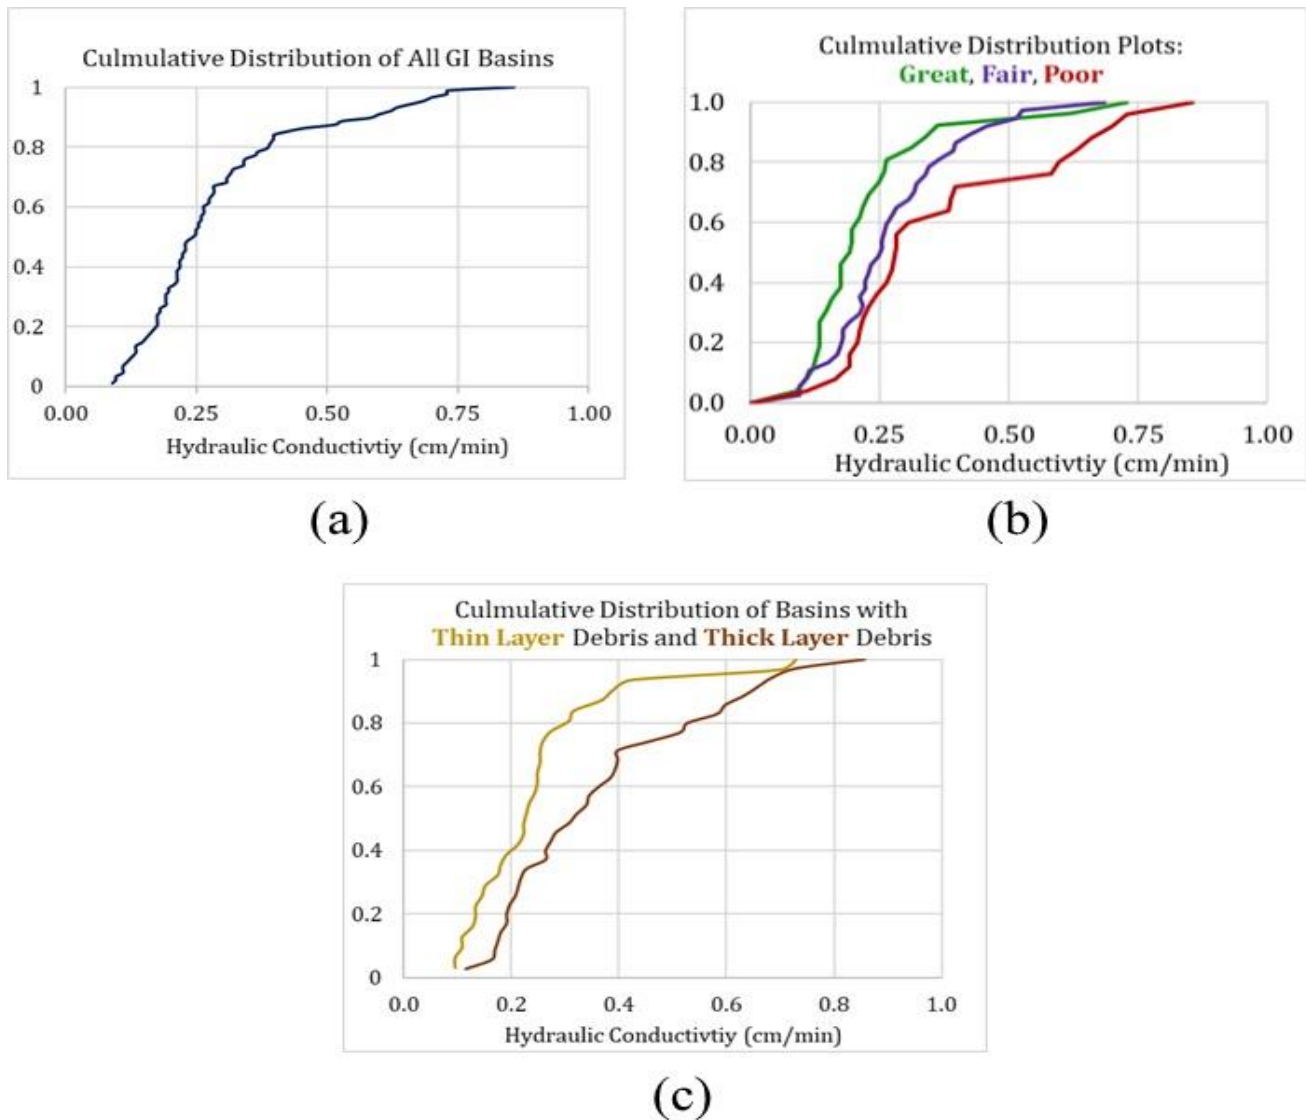 Culmulative Distribution of All GI Basins
1
0.8
0.6
0.4
0.2
0
0.00 0.25 0.50 0.75 1.00
Hydraulic Conductivtiy (cm/min)
(a)
Culmulative Distribution Plots:
Great, Fair, Poor
1.0
0.8
0.6
0.4
0.2
0.0
0.00 0.25 0.50 0.75 1.00
Hydraulic Conductivtiy (cm/min)
(b)
Culmulative Distribution of Basins with
Thin Layer Debris and Thick Layer Debris
1
0.8
0.6
0.4
0.2
0
0.0 0.2 0.4 0.6 0.8 1.0
Hydraulic Conductivtiy (cm/min)
(c)